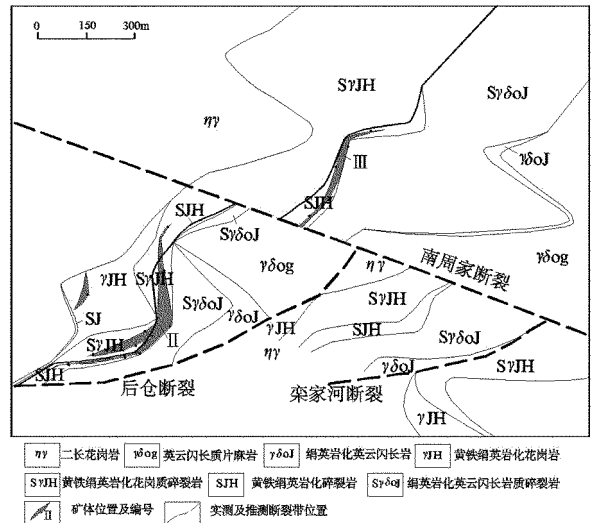 0 150 300m
SγJH
SγδoJ
ηγ
γδoJ
III
SJH
SJH
SγδoJ
南周家断裂
γδog
γδog
ηγ
γJH
SγJH
SγJH
SγδoJ
γδoJ
SJ
γJH
SJH
SγδoJ
II
ηγ
SγJH
γδoJ
SγJH
SJH
后仓断裂
栾家河断裂
γJH
ηγ 二长花岗岩 γδog 英云闪长质片麻岩 γδoJ 绢英岩化英云闪长岩 γJH 黄铁绢英岩化花岗岩
SγJH 黄铁绢英岩化花岗质碎裂岩 SJH 黄铁绢英岩化碎裂岩 SγδoJ 绢英岩化英云闪长岩质碎裂岩
II 矿体位置及编号 实测及推测断裂带位置